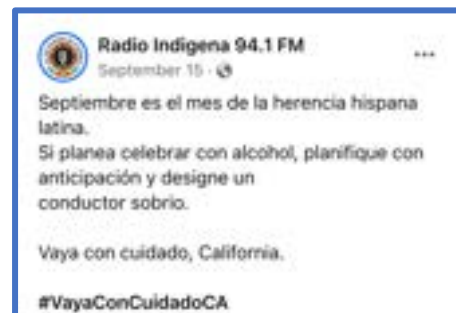 Radio Indigena 94.1 FM
September 15 ·
Septiembre es el mes de la herencia hispana
latina.
Si planea celebrar con alcohol, planifique con
anticipación y designe un
conductor sobrio.
Vaya con cuidado, California.
#VayaConCuidadoCA